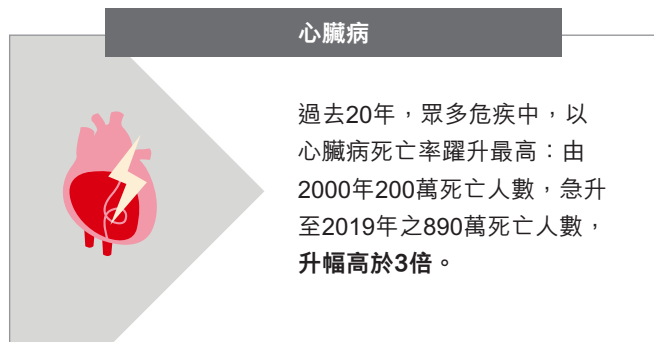 心臟病
過去20年，眾多危疾中，以
心臟病死亡率躍升最高：由
2000年200萬死亡人數，急升
至2019年之890萬死亡人數，
升幅高於3倍。